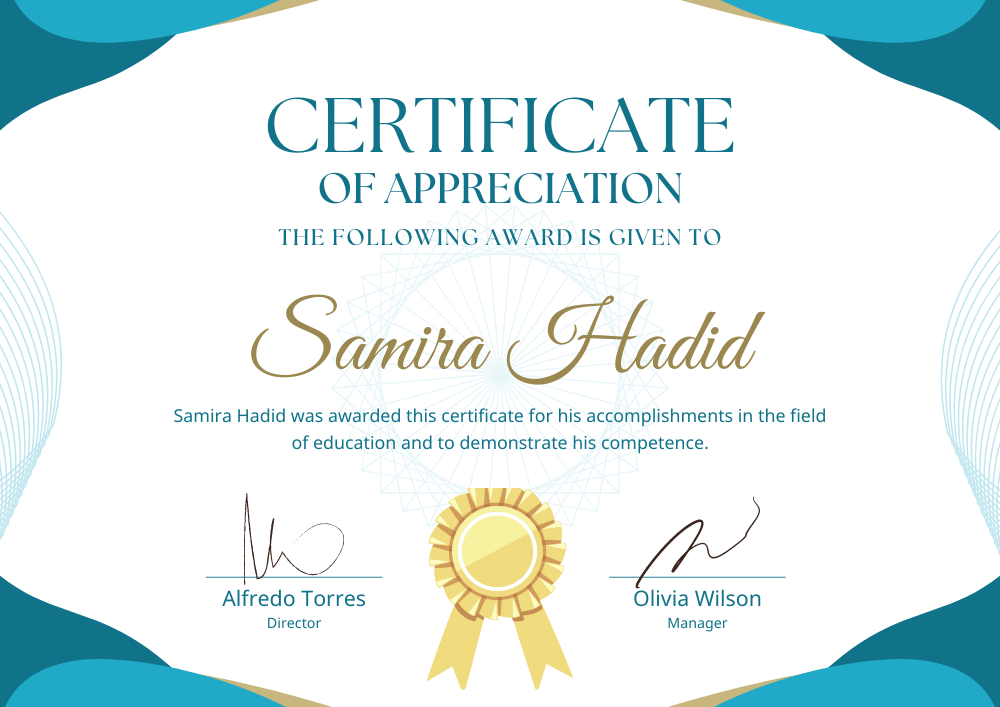 CERTIFICATE
OF APPRECIATION
THE FOLLOWING AWARD IS GIVEN TO
Samira Hadid
Samira Hadid was awarded this certificate for his accomplishments in the field
of education and to demonstrate his competence.
Alfredo Torres
Director
Olivia Wilson
Manager